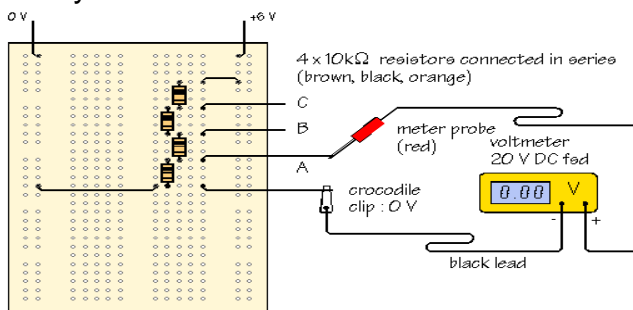 0 V
+6V
4 x 10kΩ resistors connected in series
(brown, black, orange)
C
B
A
meter probe
(red)
voltmeter
20 V DC fsd
0.00
V
- +
crocodile
clip : 0 V
black lead